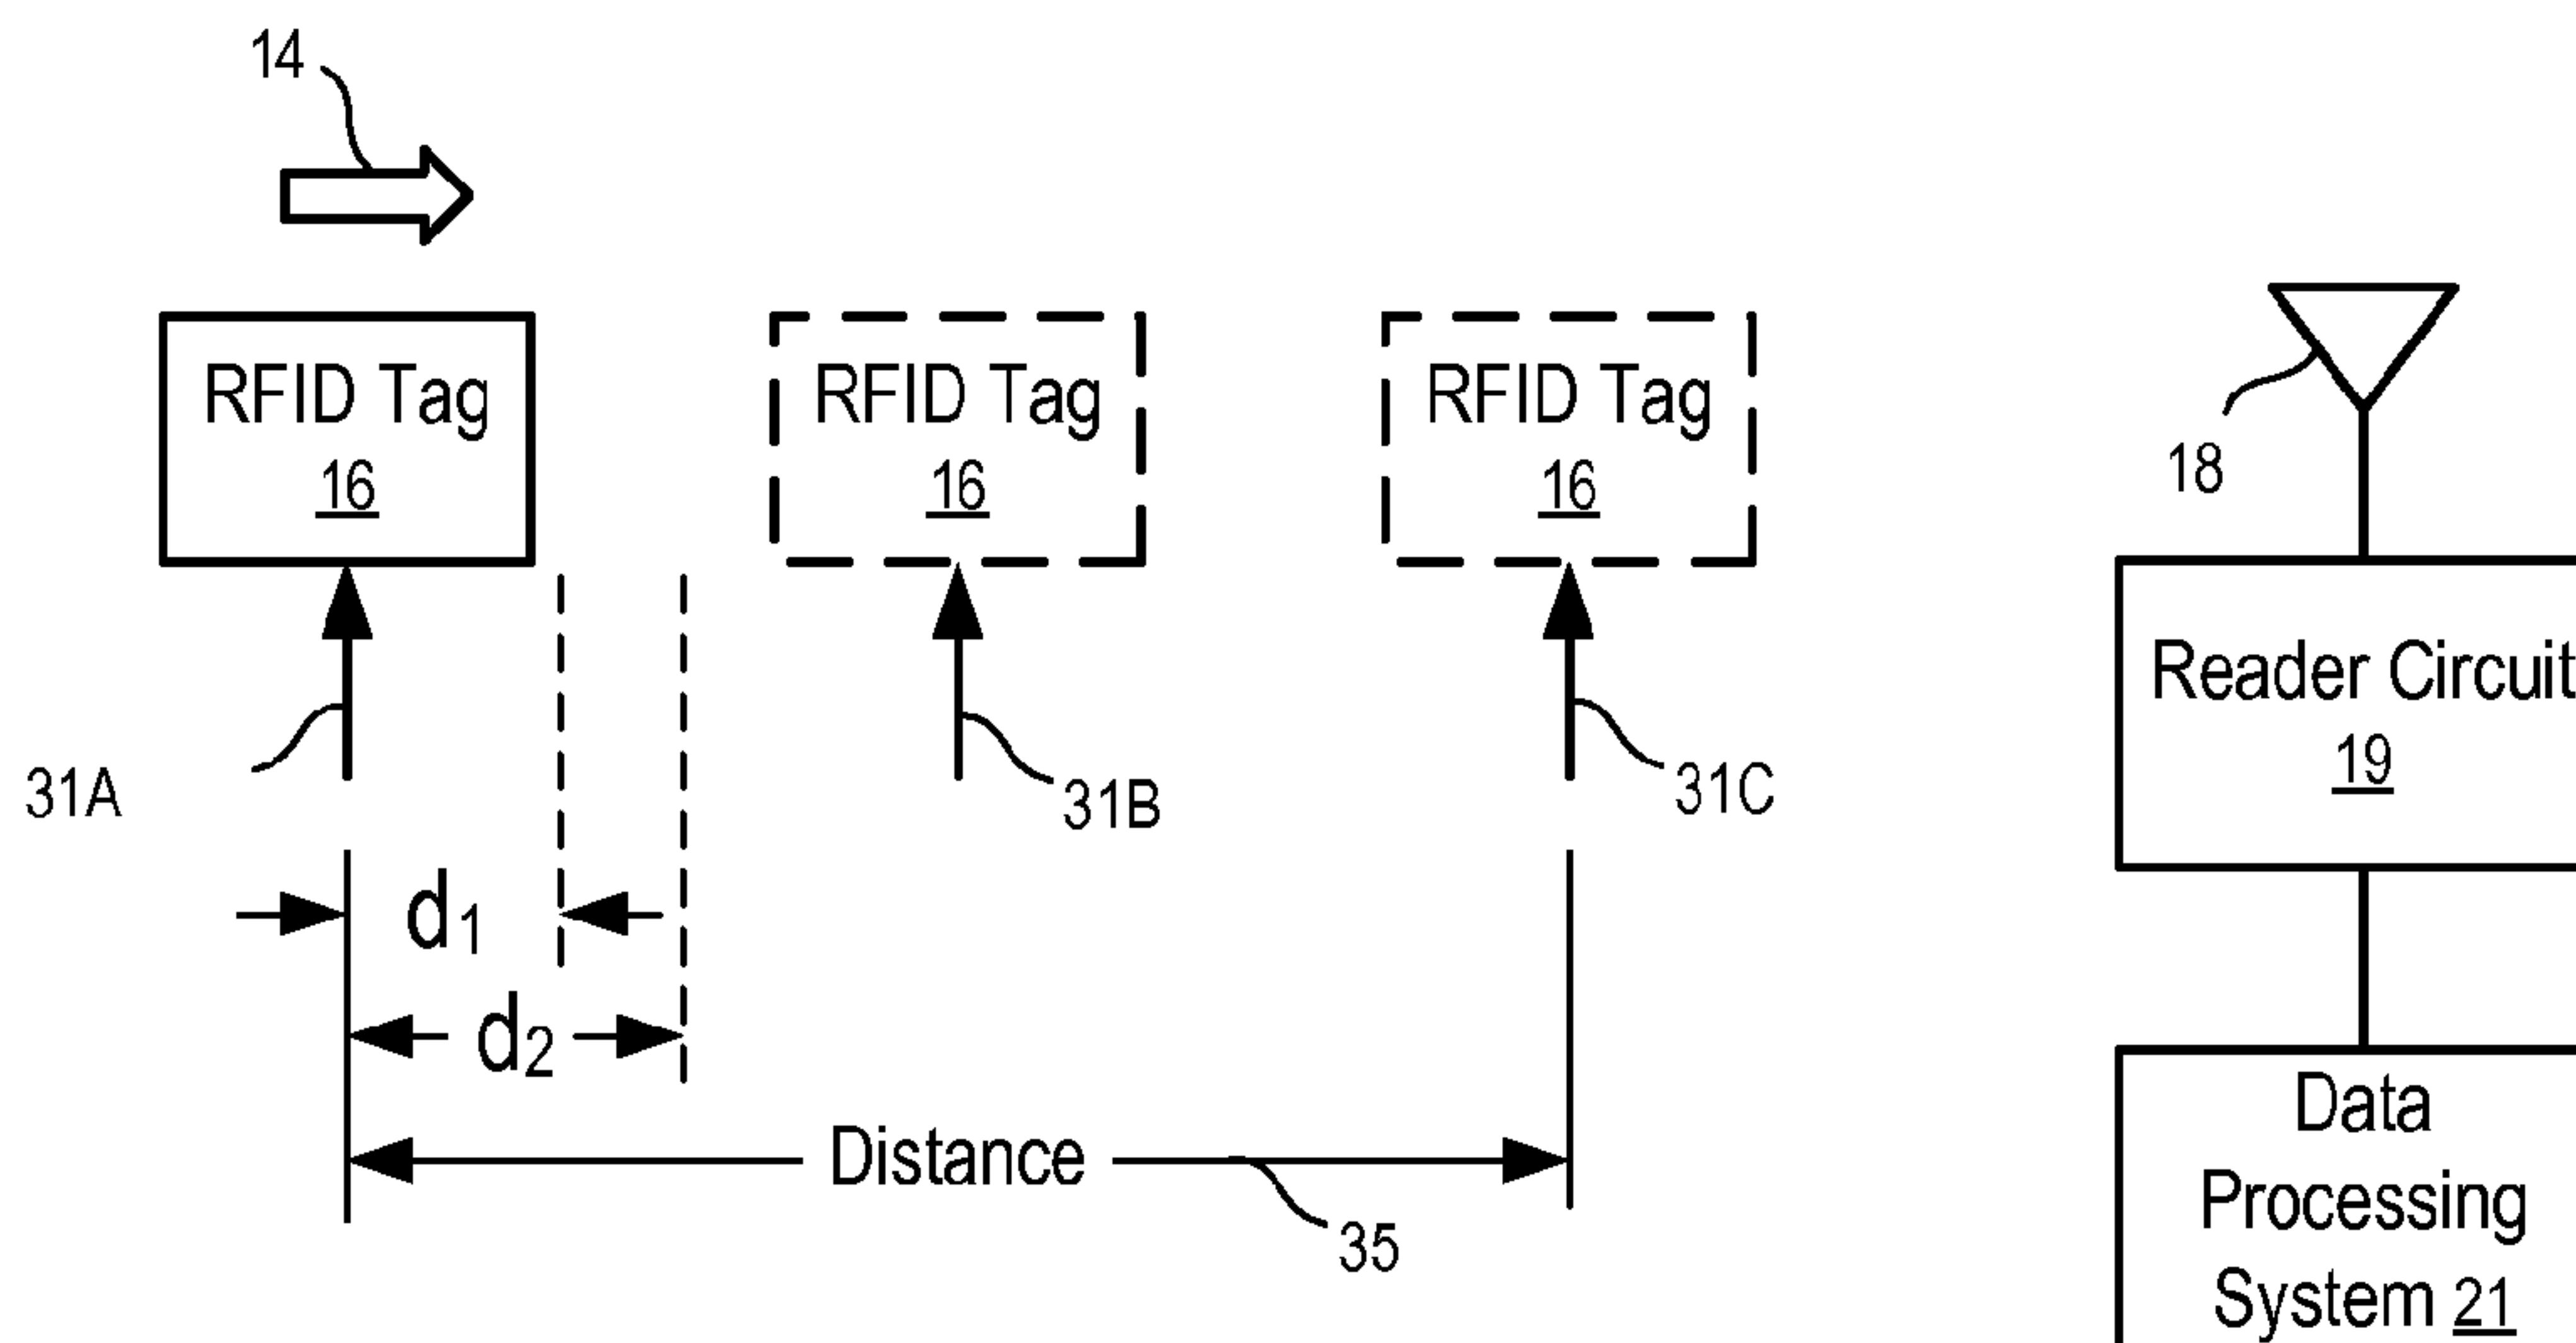 14
RFID Tag
16
RFID Tag
16
RFID Tag
16
18
31A
31B
31C
Reader Circuit
19
d1
d2
Distance
35
Data
Processing
System 21